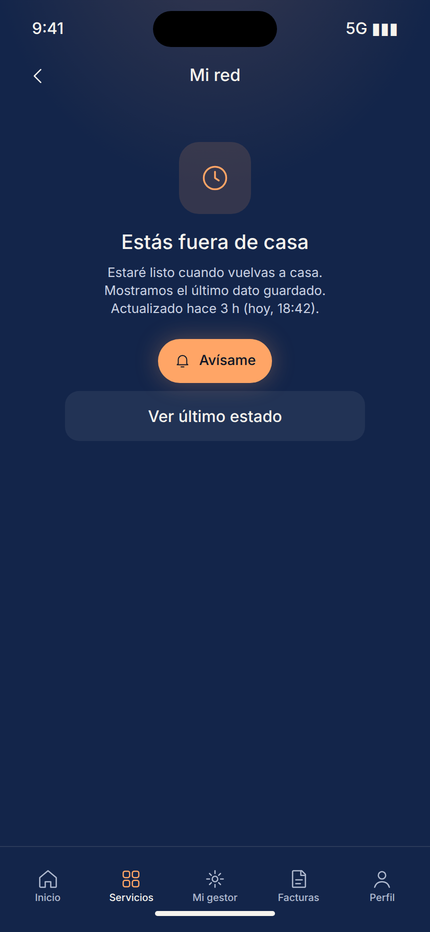 9:41
5G
Mi red
Estás fuera de casa
Estaré listo cuando vuelvas a casa.
Mostramos el último dato guardado.
Actualizado hace 3 h (hoy, 18:42).
Avísame
Ver último estado
Inicio
Servicios
Mi gestor
Facturas
Perfil